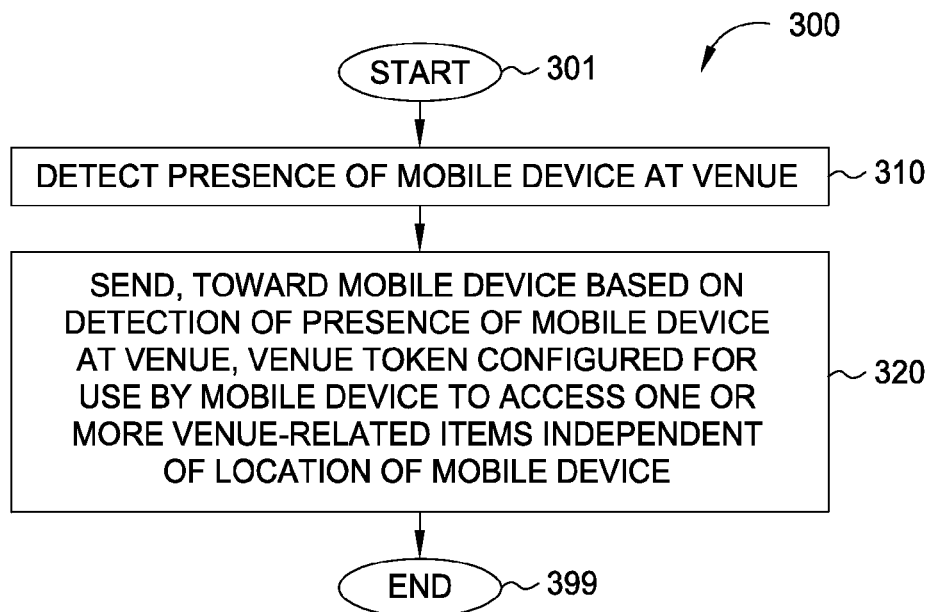 300
START 301
DETECT PRESENCE OF MOBILE DEVICE AT VENUE 310
SEND, TOWARD MOBILE DEVICE BASED ON
DETECTION OF PRESENCE OF MOBILE DEVICE
AT VENUE, VENUE TOKEN CONFIGURED FOR
USE BY MOBILE DEVICE TO ACCESS ONE OR
MORE VENUE-RELATED ITEMS INDEPENDENT
OF LOCATION OF MOBILE DEVICE
320
END 399